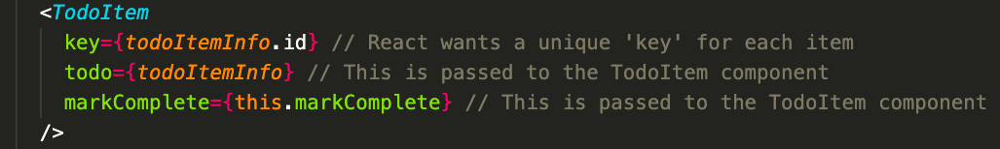 <TodoItem
key={todoItemInfo.id} // React wants a unique 'key' for each item
todo={todoItemInfo} // This is passed to the TodoItem component
markComplete={this.markComplete} // This is passed to the TodoItem component
/>